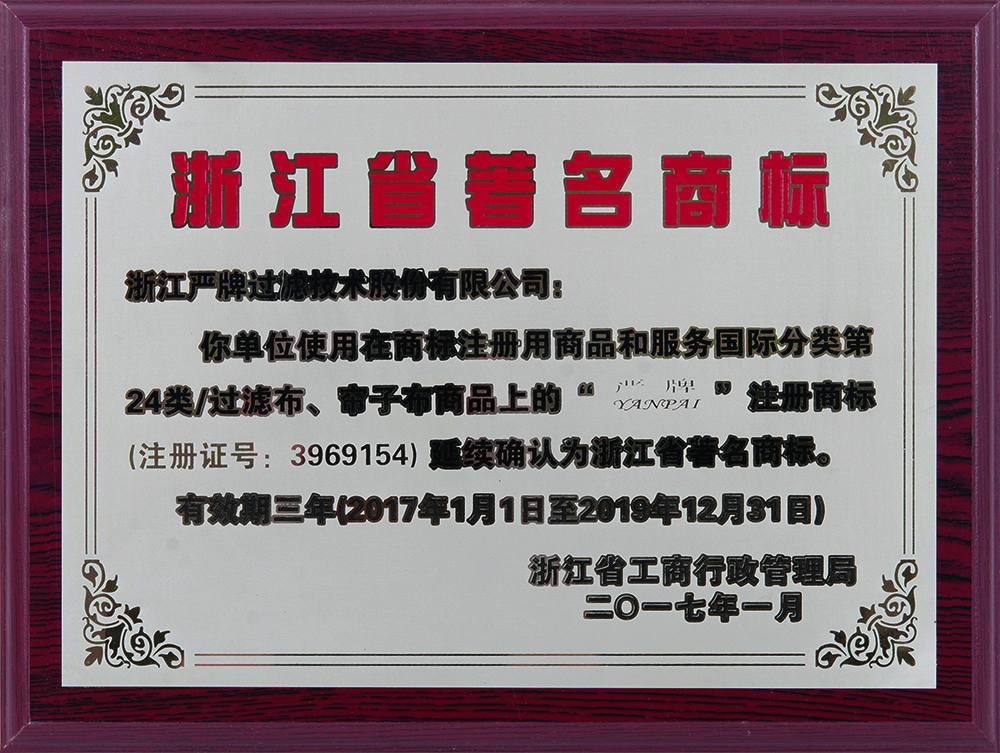 浙江省著名商标
浙江严牌过滤技术股份有限公司：
你单位使用在商标注册用商品和服务国际分类第
24类/过滤布、帘子布商品上的“严牌 YANPAI”注册商标
(注册证号：3969154) 延续确认为浙江省著名商标。
有效期三年(2017年1月1日至2019年12月31日)
浙江省工商行政管理局
二〇一七年一月